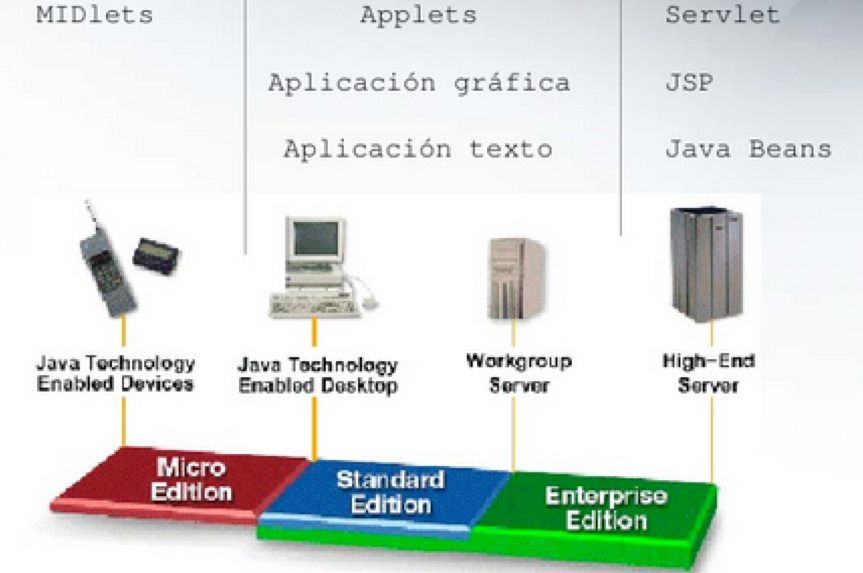 MIDlets
Applets
Servlet
Aplicación gráfica
JSP
Aplicación texto
Java Beans
Java Technology
Enabled Devices
Java Technology
Enabled Desktop
Workgroup
Server
High-End
Server
Micro
Edition
Standard
Edition
Enterprise
Edition